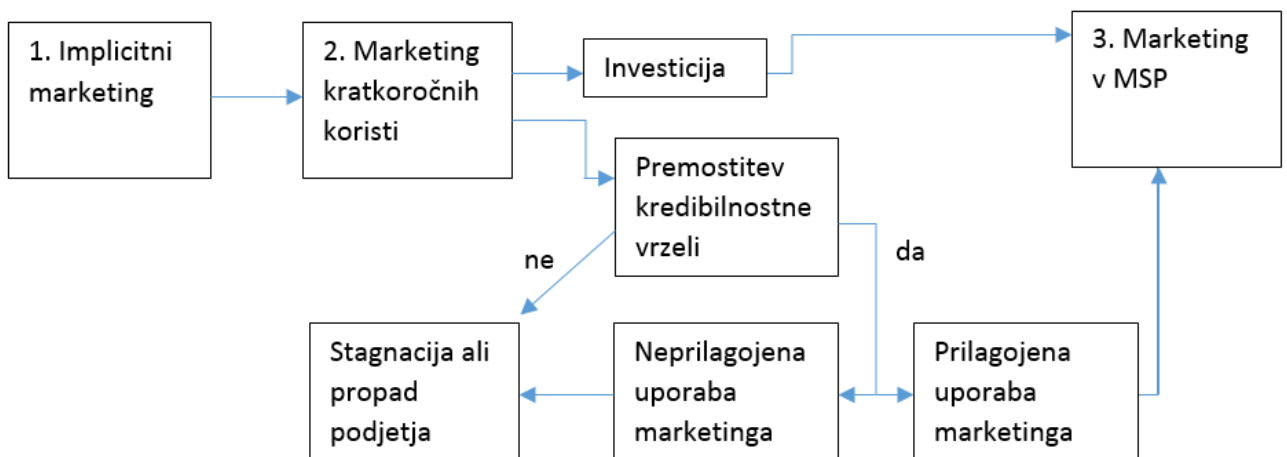 1. Implicitni
marketing
2. Marketing
kratkoročnih
koristi
Investicija
3. Marketing
v MSP
Premostitev
kredibilnostne
vrzeli
ne
da
Stagnacija ali
propad
podjetja
Neprilagojena
uporaba
marketinga
Prilagojena
uporaba
marketinga